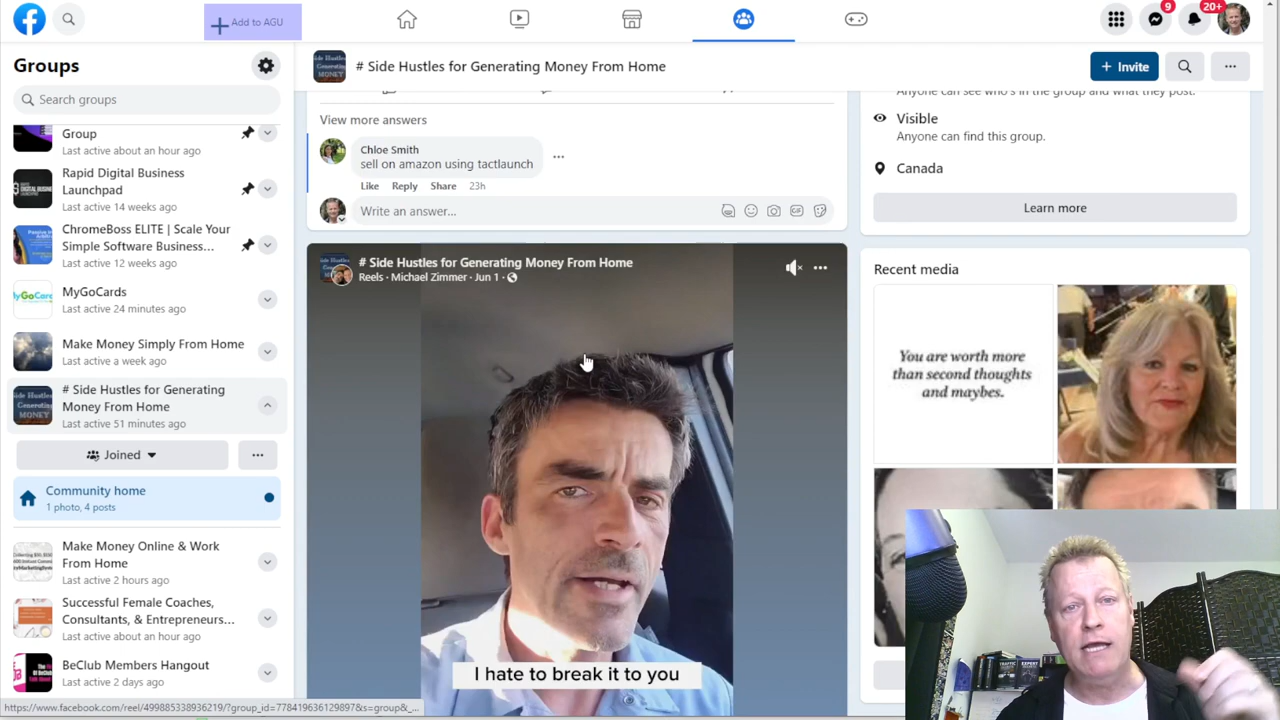 Add to AGU
9
20+
Groups
Search groups
Group
Last active about an hour ago
Rapid Digital Business
Launchpad
Last active 14 weeks ago
ChromeBoss ELITE | Scale Your
Simple Software Business...
Last active 12 weeks ago
MyGoCards
Last active 24 minutes ago
Make Money Simply From Home
Last active a week ago
# Side Hustles for Generating
Money From Home
Last active 51 minutes ago
Joined
Community home
1 photo, 4 posts
Make Money Online & Work
From Home
Last active 2 hours ago
Successful Female Coaches,
Consultants, & Entrepreneurs...
Last active about an hour ago
BeClub Members Hangout
Last active 2 days ago
https://www.facebook.com/reel/499885338936219/?group_id=778419636129897&s=group&_...
# Side Hustles for Generating Money From Home
+ Invite
View more answers
Chloe Smith
sell on amazon using tactlaunch
Like Reply Share 23h
Write an answer...
GIF
# Side Hustles for Generating Money From Home
Reels · Michael Zimmer · Jun 1 ·
I hate to break it to you
Anyone can see who's in the group and what they post.
Visible
Anyone can find this group.
Canada
Learn more
Recent media
You are worth more
than second thoughts
and maybes.